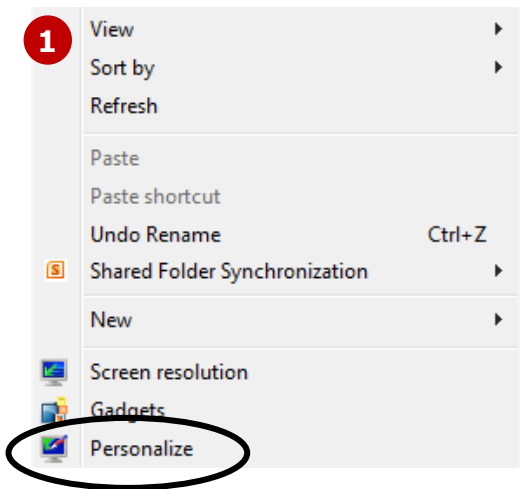 1
View
Sort by
Refresh
Paste
Paste shortcut
Undo Rename Ctrl+Z
S Shared Folder Synchronization
New
Screen resolution
Gadgets
Personalize